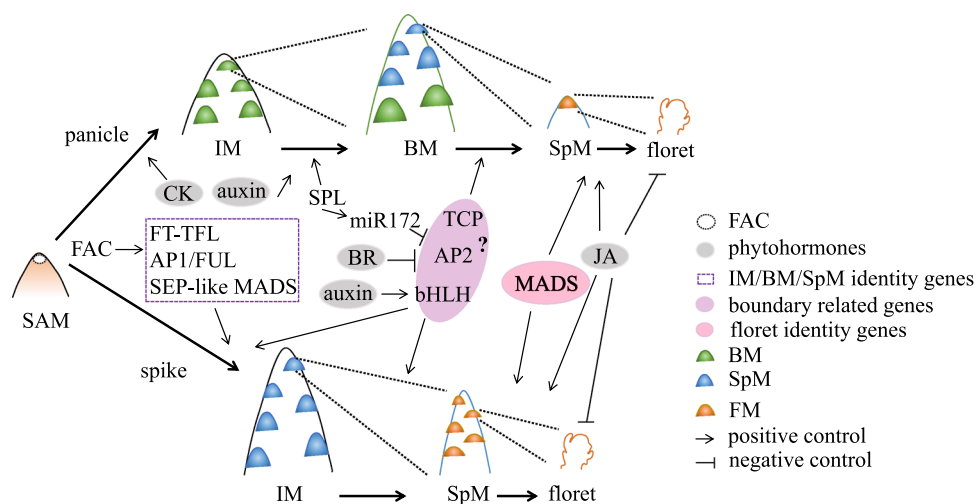 panicle
IM
BM
SpM
floret
CK
auxin
SPL
miR172
TCP
AP2
?
bHLH
BR
auxin
FAC
FT-TFL
AP1/FUL
SEP-like MADS
MADS
JA
SAM
spike
IM
SpM
floret
FAC
phytohormones
IM/BM/SpM identity genes
boundary related genes
floret identity genes
BM
SpM
FM
positive control
negative control